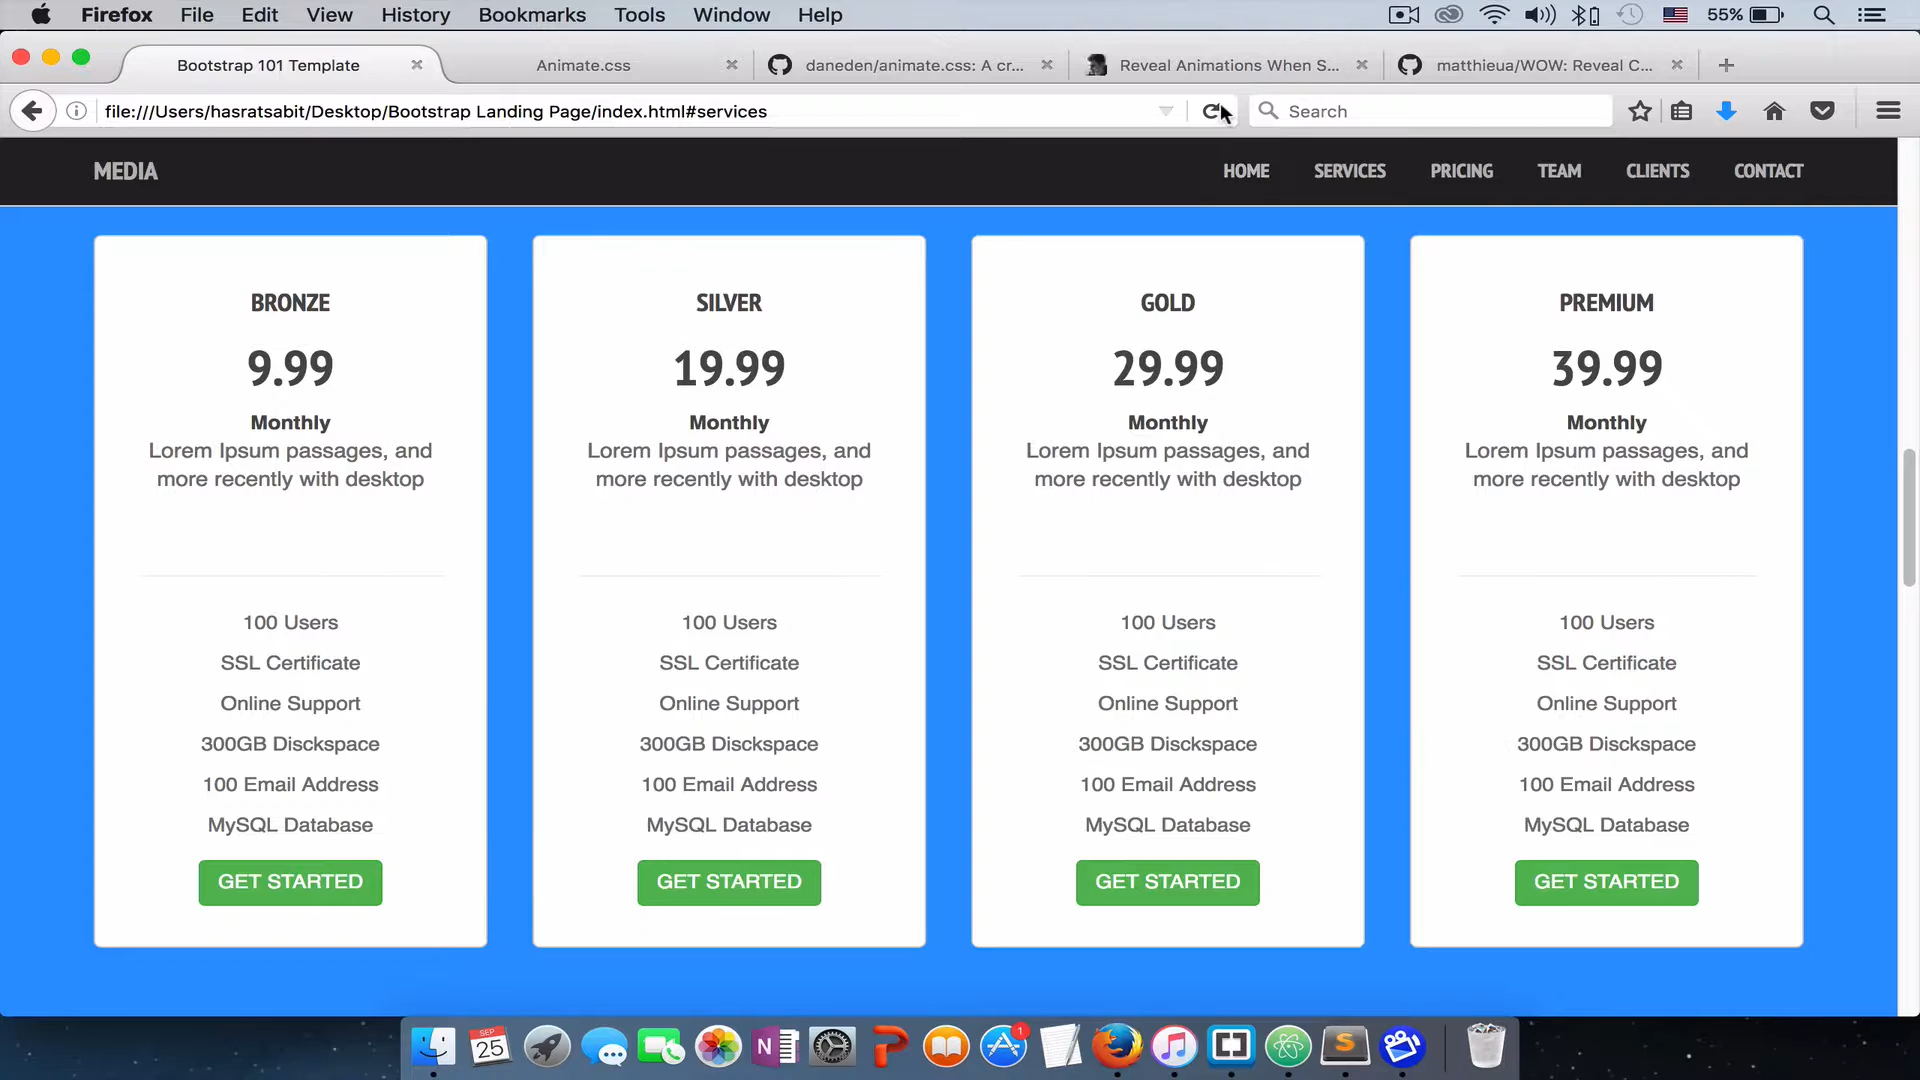 Firefox File Edit View History Bookmarks Tools Window Help 55%
Bootstrap 101 Template Animate.css daneden/animate.css: A cr... Reveal Animations When S... matthieua/WOW: Reveal C...
file:///Users/hasratsabit/Desktop/Bootstrap Landing Page/index.html#services Search
MEDIA HOME SERVICES PRICING TEAM CLIENTS CONTACT
BRONZE
9.99
Monthly
Lorem Ipsum passages, and
more recently with desktop
100 Users
SSL Certificate
Online Support
300GB Disckspace
100 Email Address
MySQL Database
GET STARTED
SILVER
19.99
Monthly
Lorem Ipsum passages, and
more recently with desktop
100 Users
SSL Certificate
Online Support
300GB Disckspace
100 Email Address
MySQL Database
GET STARTED
GOLD
29.99
Monthly
Lorem Ipsum passages, and
more recently with desktop
100 Users
SSL Certificate
Online Support
300GB Disckspace
100 Email Address
MySQL Database
GET STARTED
PREMIUM
39.99
Monthly
Lorem Ipsum passages, and
more recently with desktop
100 Users
SSL Certificate
Online Support
300GB Disckspace
100 Email Address
MySQL Database
GET STARTED
SEP
25
N
P
1
S